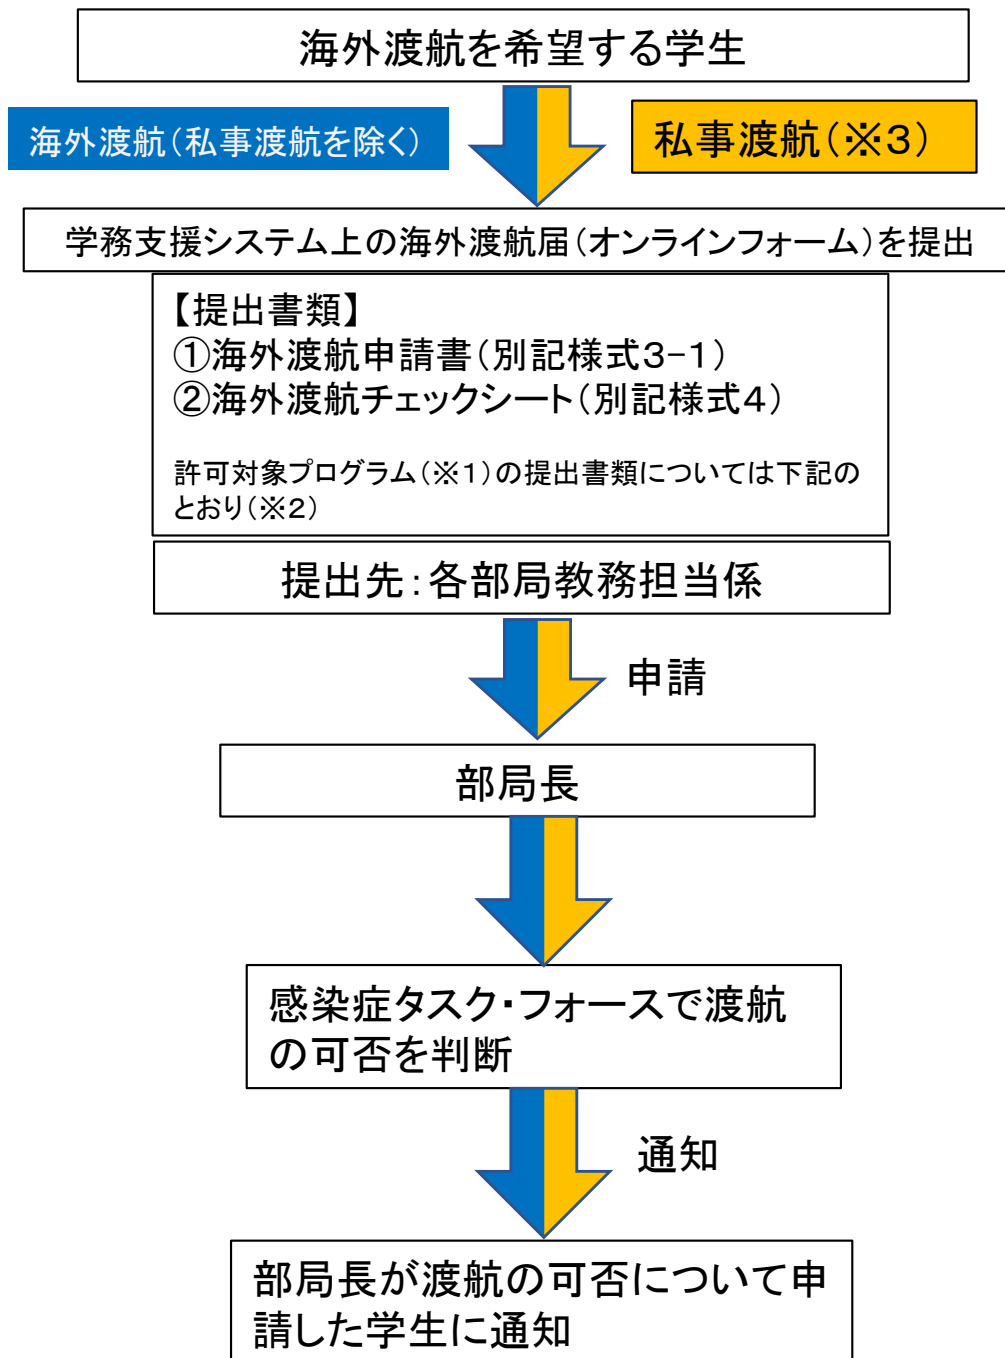 海外渡航を希望する学生
海外渡航(私事渡航を除く)
私事渡航(※3)
学務支援システム上の海外渡航届(オンラインフォーム)を提出
【提出書類】
①海外渡航申請書(別記様式3-1)
②海外渡航チェックシート(別記様式4)
許可対象プログラム(※1)の提出書類については下記の
とおり(※2)
提出先:各部局教務担当係
申請
部局長
感染症タスク・フォースで渡航
の可否を判断
通知
部局長が渡航の可否について申
請した学生に通知